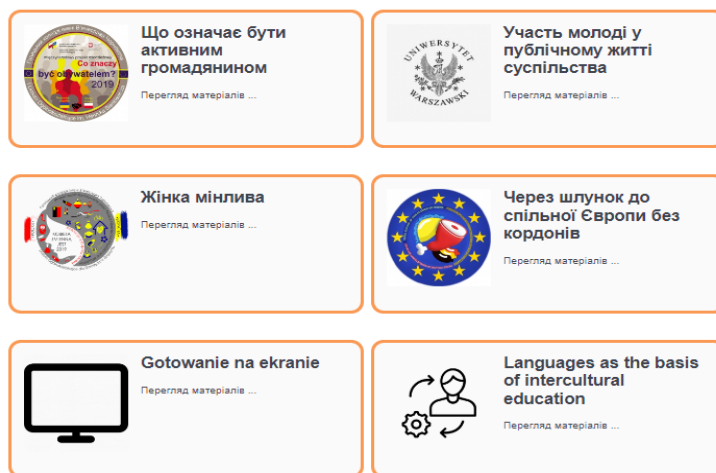 Що означає бути
активним
громадянином
Перегляд матеріалів ...
Co znaczy
być obywatelem?
2019
Участь молоді у
публічному житті
суспільства
Перегляд матеріалів ...
UNIWERSYTET
WARSZAWSKI
Жінка мінлива
Перегляд матеріалів ...
Через шлунок до
спільної Європи без
кордонів
Перегляд матеріалів ...
Gotowanie na ekranie
Перегляд матеріалів ...
Languages as the basis
of intercultural
education
Перегляд матеріалів ...